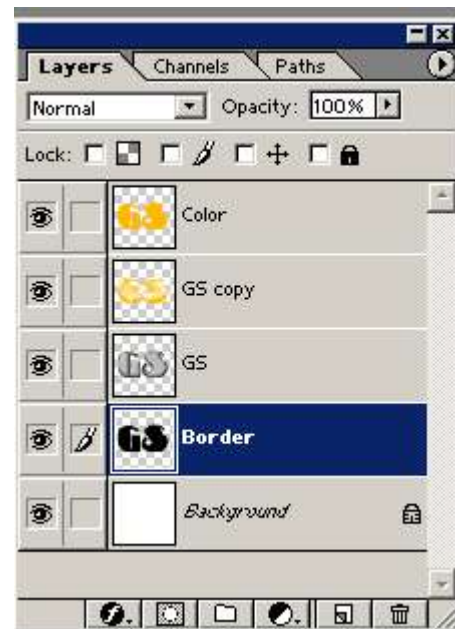 Layers Channels Paths
Normal Opacity: 100%
Lock:
GS Color
GS GS copy
GS GS
GS Border
Background